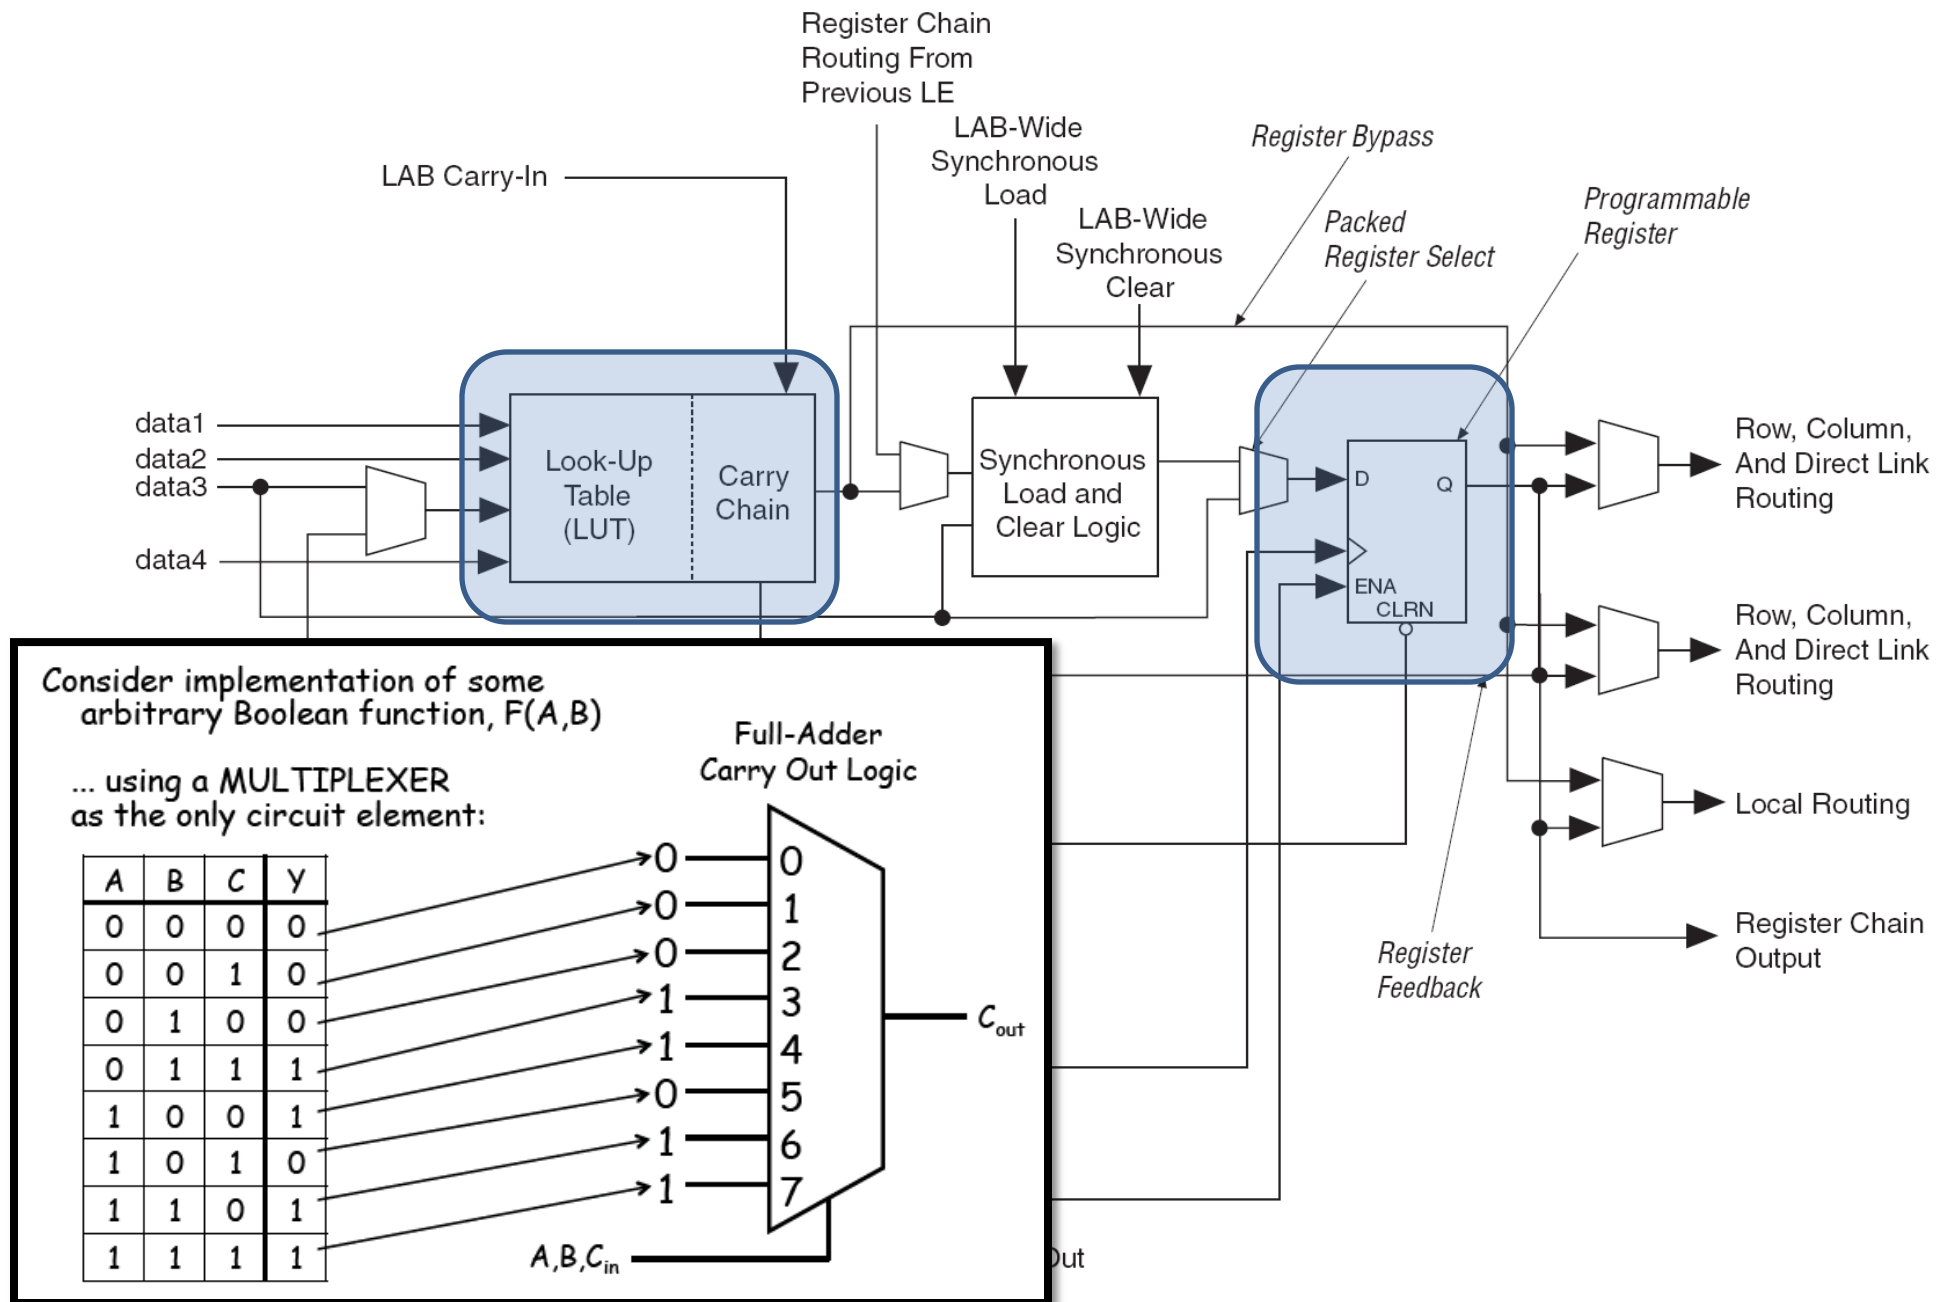 Register Chain
Routing From
Previous LE
LAB-Wide
Synchronous
Load
LAB-Wide
Synchronous
Clear
LAB Carry-In
Register Bypass
Packed
Register Select
Programmable
Register
data1
data2
data3
data4
Look-Up
Table
(LUT)
Carry
Chain
Synchronous
Load and
Clear Logic
D
Q
ENA
CLRN
Row, Column,
And Direct Link
Routing
Row, Column,
And Direct Link
Routing
Local Routing
Register Chain
Output
Register
Feedback
Consider implementation of some
arbitrary Boolean function, F(A,B)
... using a MULTIPLEXER
as the only circuit element:
Full-Adder
Carry Out Logic
A B C Y
0 0 0 0
0 0 1 0
0 1 0 0
0 1 1 1
1 0 0 1
1 0 1 0
1 1 0 1
1 1 1 1
0 0
0 1
0 2
1 3
1 4
0 5
1 6
1 7
Cout
A,B,Cin